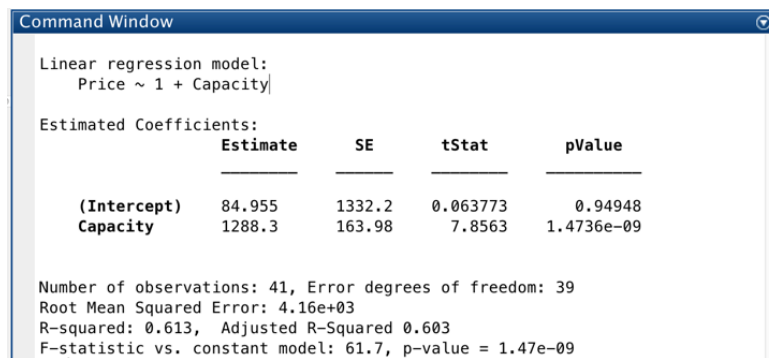 Command Window
Linear regression model:
Price ~ 1 + Capacity
Estimated Coefficients:
Estimate SE tStat pValue
(Intercept) 84.955 1332.2 0.063773 0.94948
Capacity 1288.3 163.98 7.8563 1.4736e-09
Number of observations: 41, Error degrees of freedom: 39
Root Mean Squared Error: 4.16e+03
R-squared: 0.613, Adjusted R-Squared 0.603
F-statistic vs. constant model: 61.7, p-value = 1.47e-09